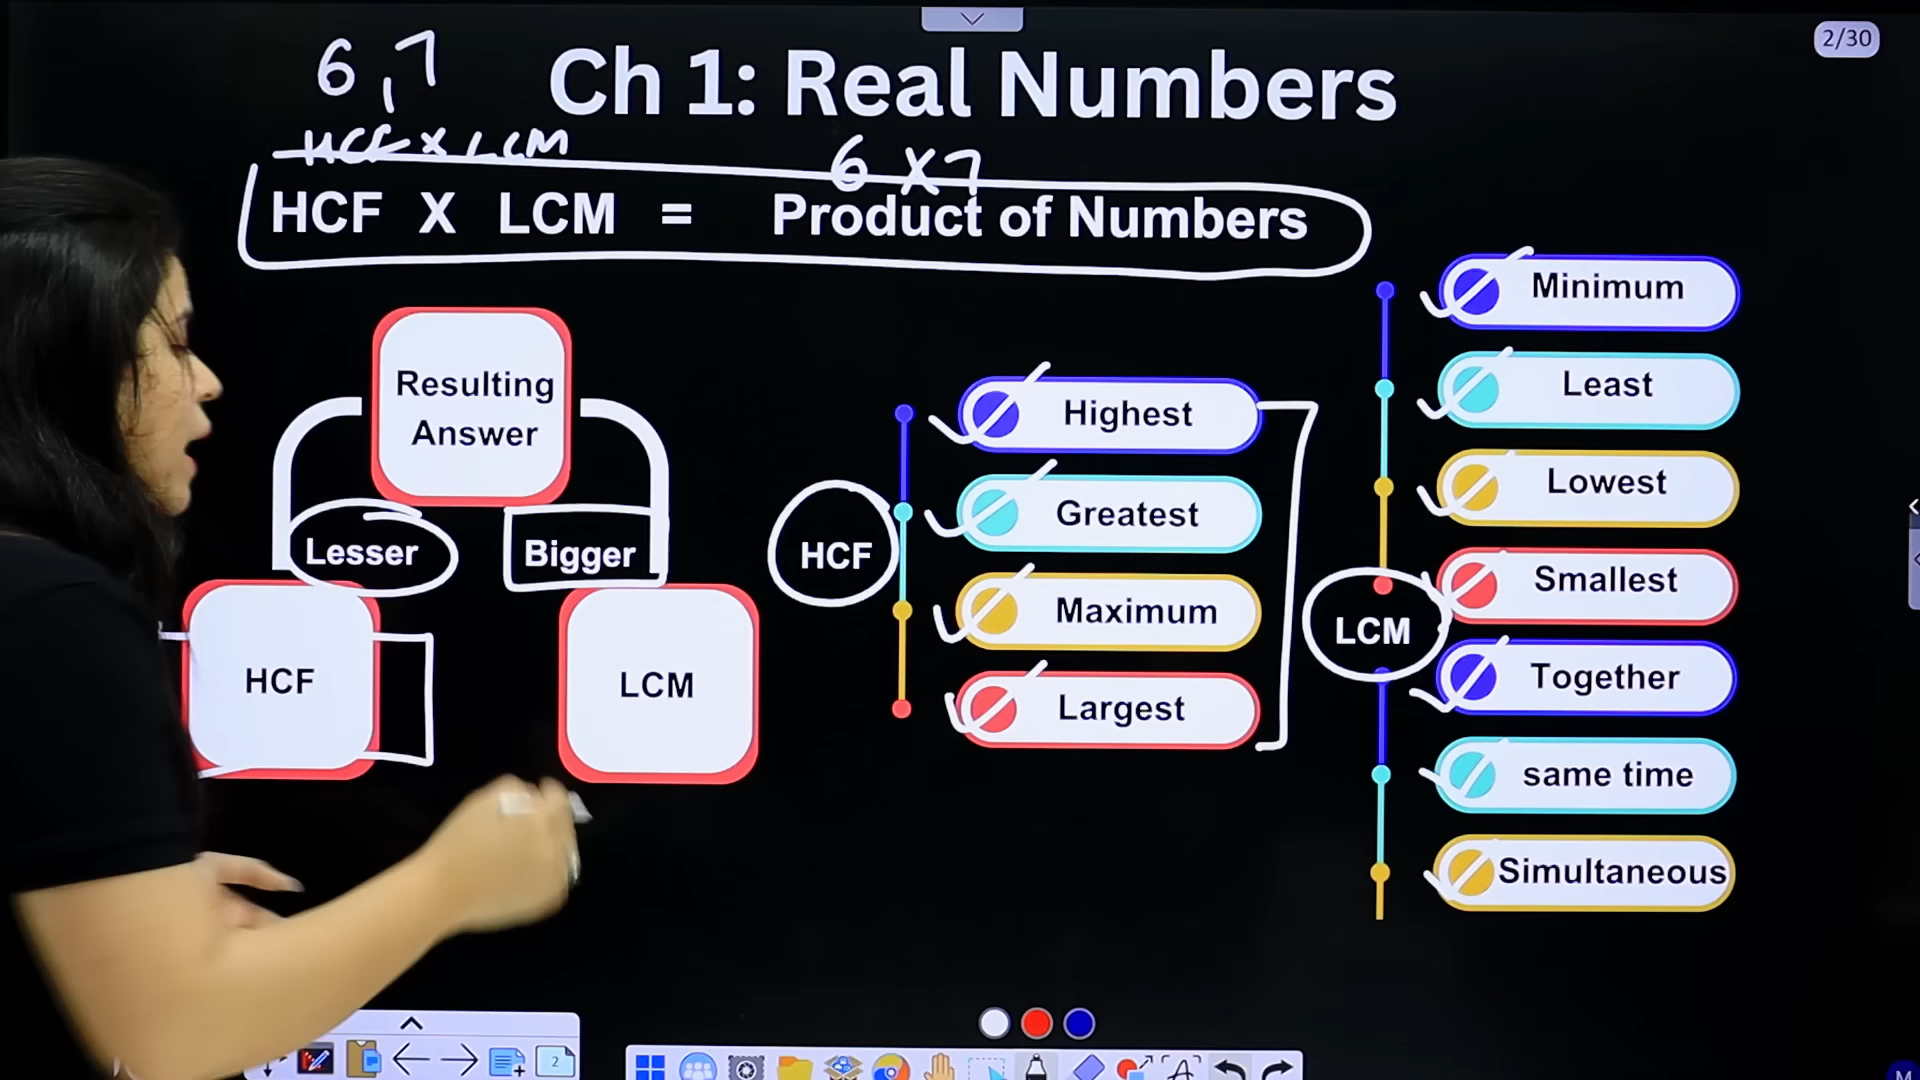 2/30
6,7
Ch 1: Real Numbers
HCF X LCM
6 X 7
HCF X LCM = Product of Numbers
Resulting
Answer
Lesser
Bigger
HCF
LCM
HCF
Highest
Greatest
Maximum
Largest
LCM
Minimum
Least
Lowest
Smallest
Together
same time
Simultaneous
2
A
M